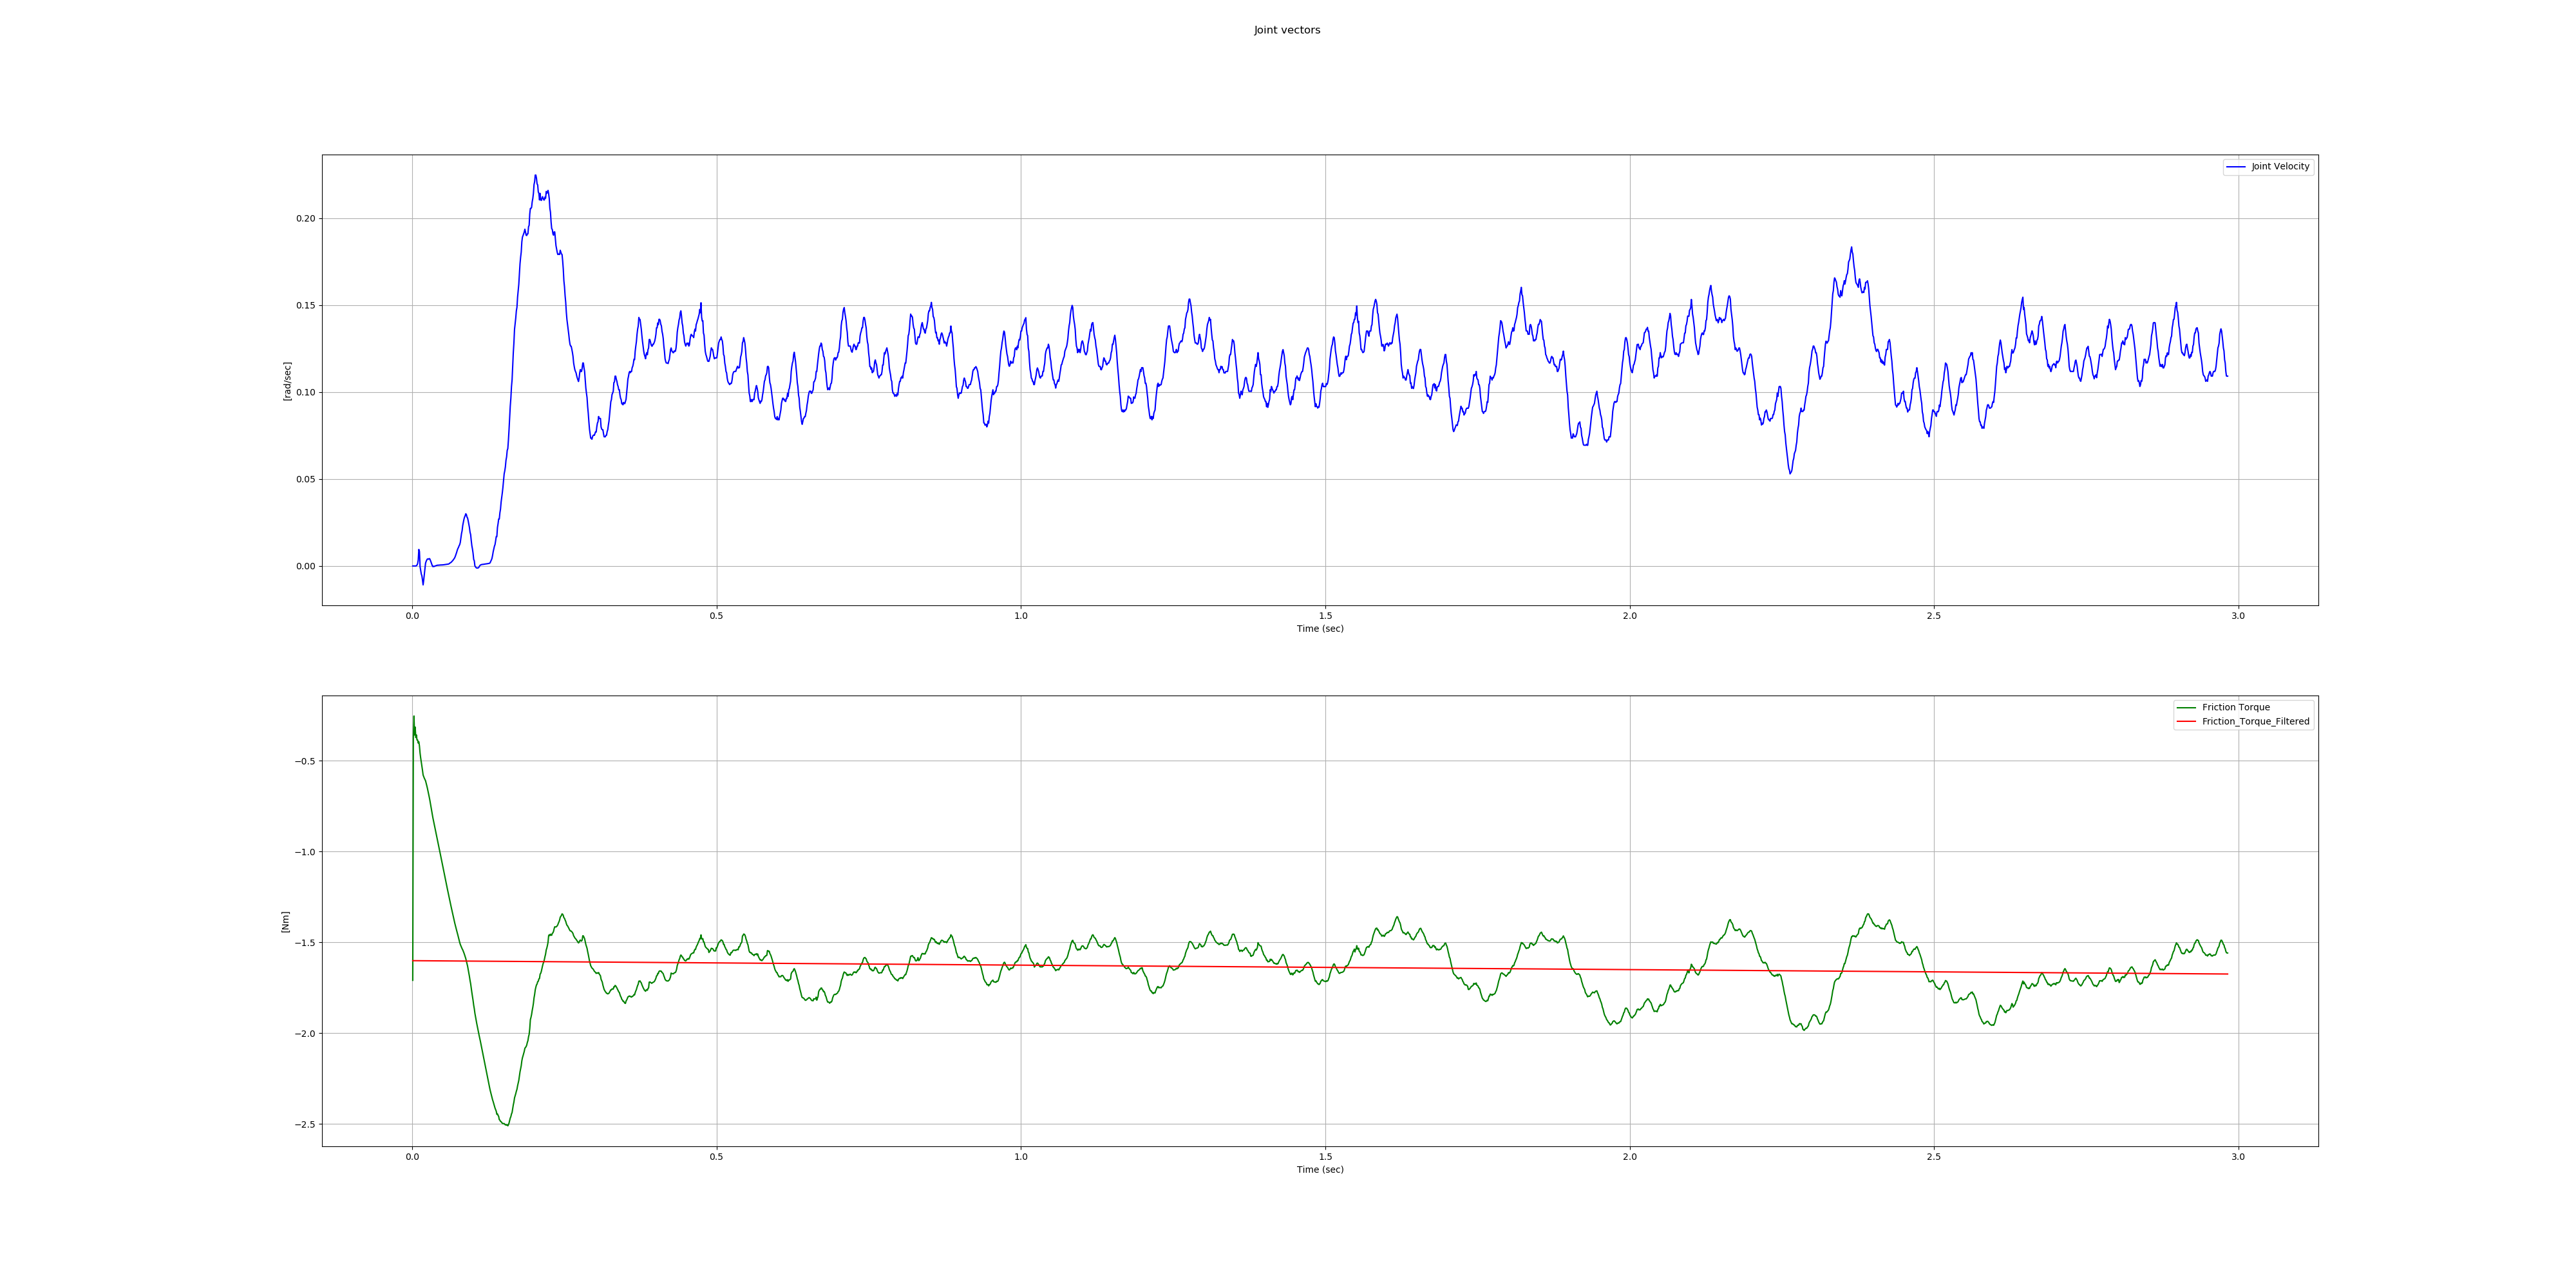 Joint vectors
Joint Velocity
0.20
0.15
0.10
0.05
0.00
[rad/sec]
0.0 0.5 1.0 1.5 2.0 2.5 3.0
Time (sec)
Friction Torque
Friction_Torque_Filtered
−0.5
−1.0
−1.5
−2.0
−2.5
[Nm]
0.0 0.5 1.0 1.5 2.0 2.5 3.0
Time (sec)